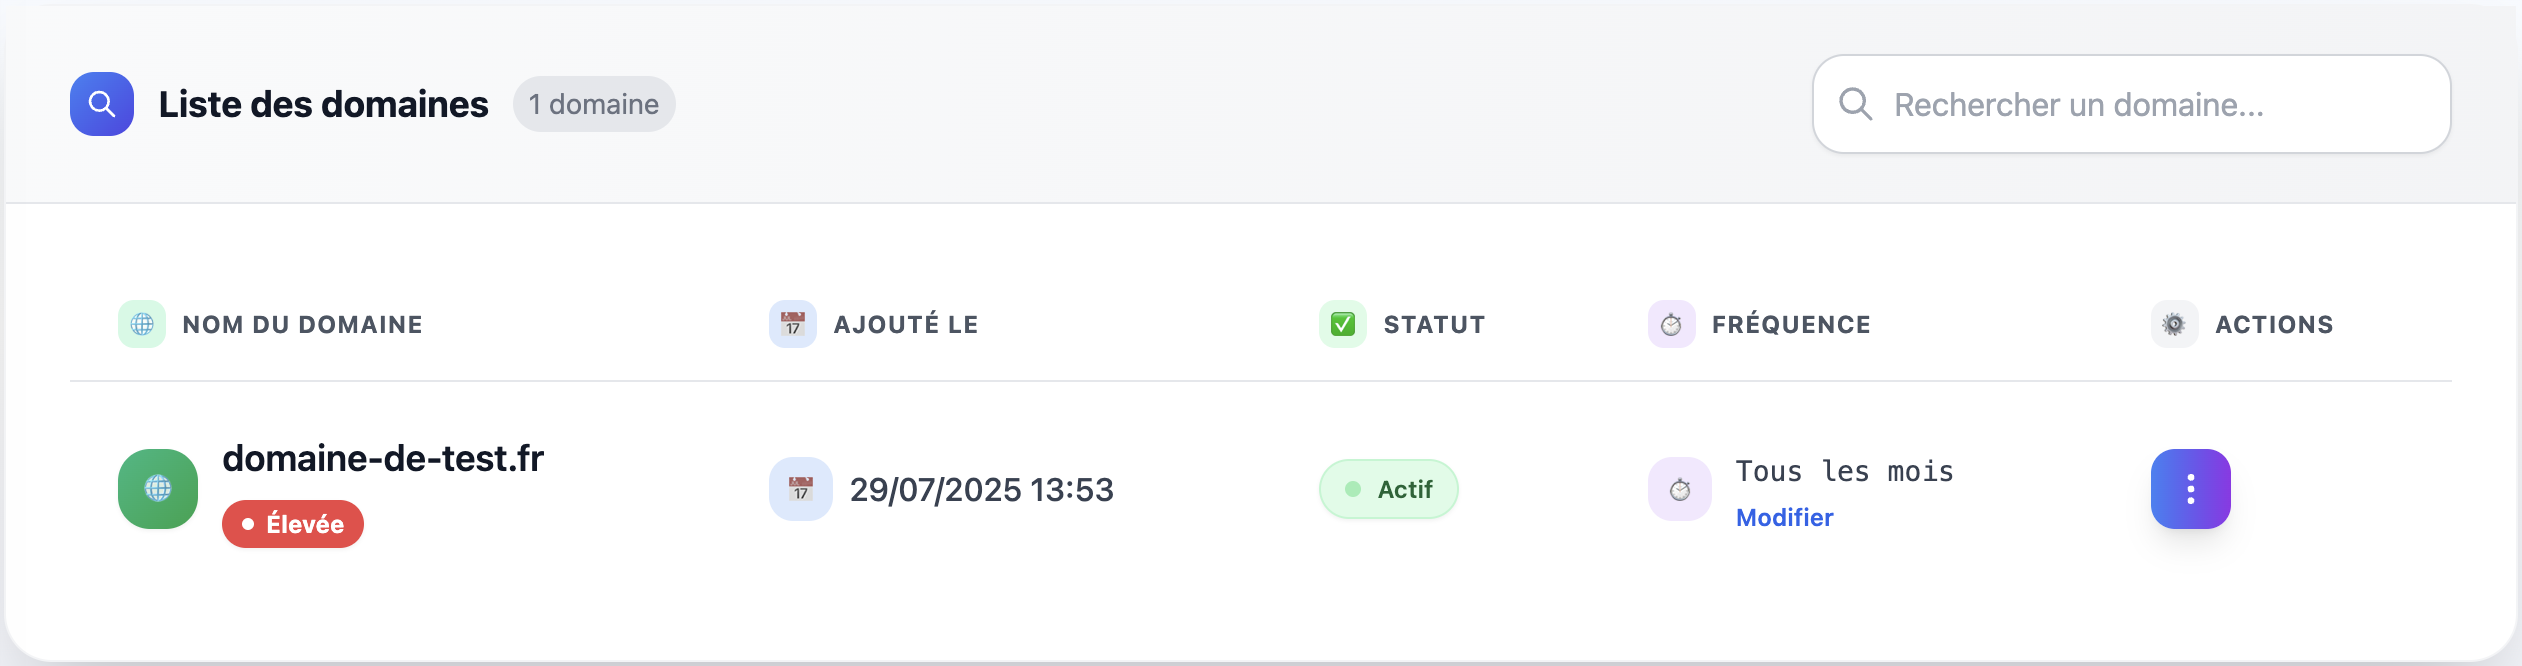 Liste des domaines
1 domaine
Rechercher un domaine...
NOM DU DOMAINE
AJOUTÉ LE
STATUT
FRÉQUENCE
ACTIONS
domaine-de-test.fr
Élevée
29/07/2025 13:53
Actif
Tous les mois
Modifier